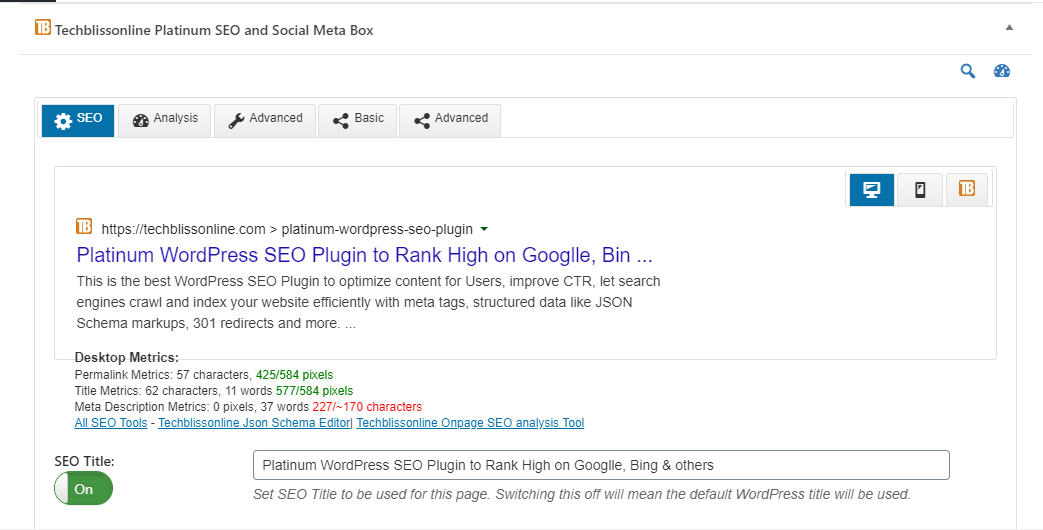 TB Techblissonline Platinum SEO and Social Meta Box
SEO Analysis Advanced Basic Advanced
TB
TB https://techblissonline.com > platinum-wordpress-seo-plugin
Platinum WordPress SEO Plugin to Rank High on Googlle, Bin ...
This is the best WordPress SEO Plugin to optimize content for Users, improve CTR, let search
engines crawl and index your website efficiently with meta tags, structured data like JSON
Schema markups, 301 redirects and more. ...
Desktop Metrics:
Permalink Metrics: 57 characters, 425/584 pixels
Title Metrics: 62 characters, 11 words 577/584 pixels
Meta Description Metrics: 0 pixels, 37 words 227/~170 characters
All SEO Tools - Techblissonline Json Schema Editor| Techblissonline Onpage SEO analysis Tool
SEO Title: Platinum WordPress SEO Plugin to Rank High on Googlle, Bing & others
On
Set SEO Title to be used for this page. Switching this off will mean the default WordPress title will be used.